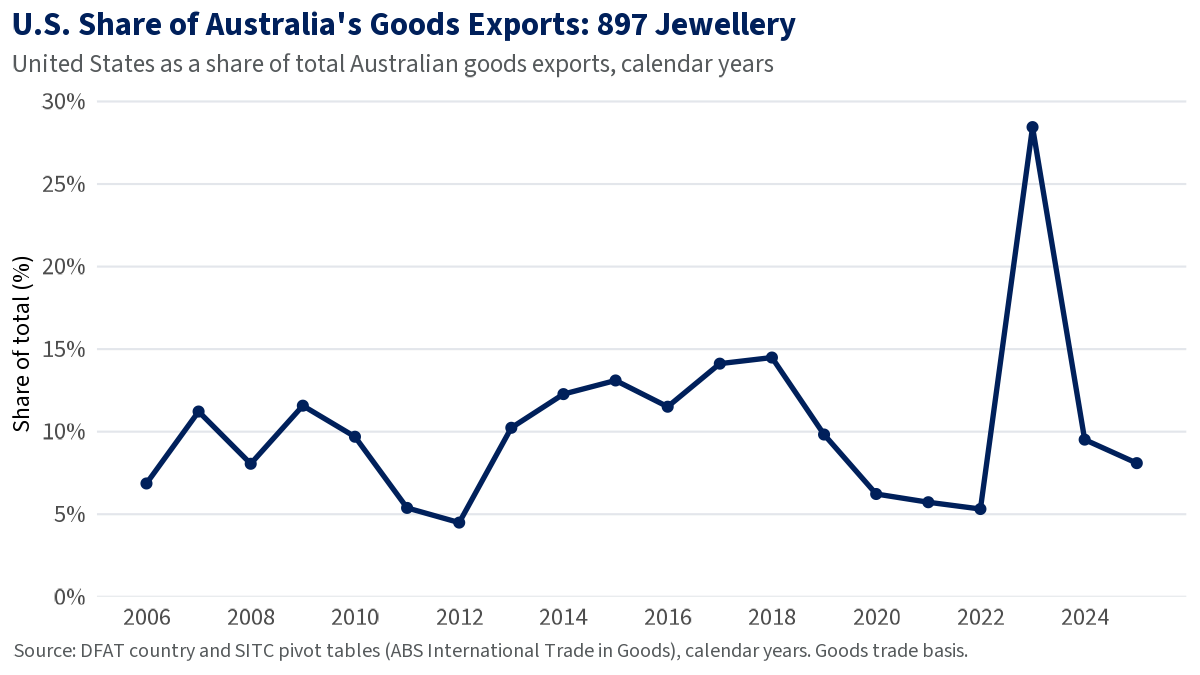 U.S. Share of Australia's Goods Exports: 897 Jewellery
United States as a share of total Australian goods exports, calendar years
Share of total (%)
30%
25%
20%
15%
10%
5%
0%
2006 2008 2010 2012 2014 2016 2018 2020 2022 2024
Source: DFAT country and SITC pivot tables (ABS International Trade in Goods), calendar years. Goods trade basis.